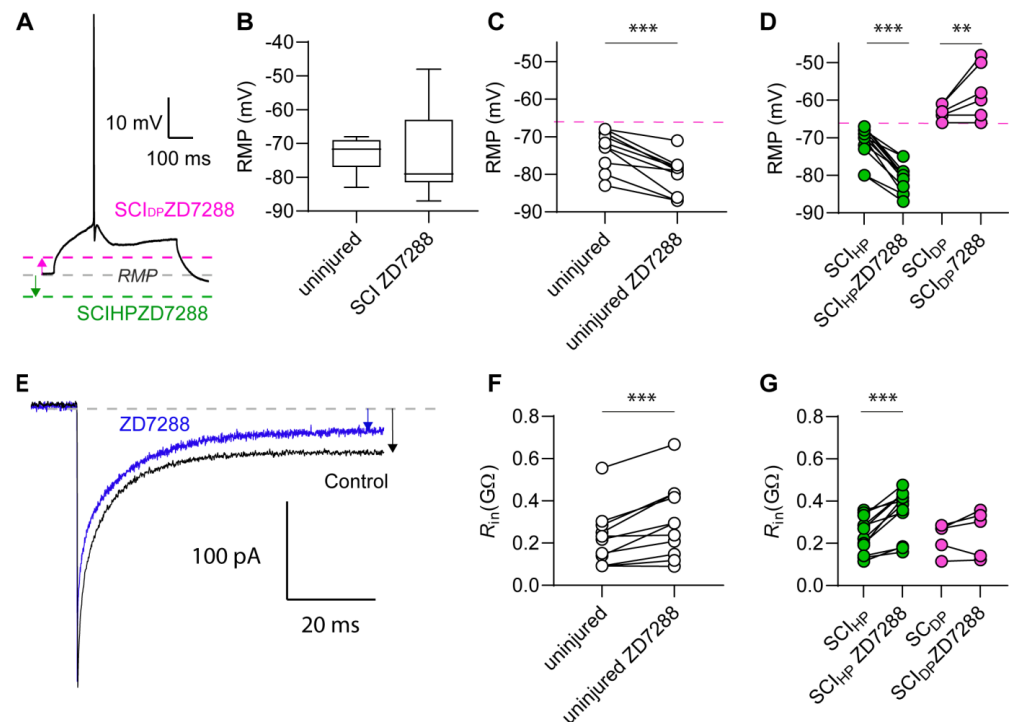 A
10 mV
100 ms
SCIDPZD7288
RMP
SCIHPZD7288
B
RMP (mV)
-40
-50
-60
-70
-80
-90
uninjured
SCI ZD7288
C
***
RMP (mV)
-50
-60
-70
-80
-90
uninjured
uninjured ZD7288
D
***
**
RMP (mV)
-50
-60
-70
-80
-90
SCIHP
SCIHPZD7288
SCIDP
SCIDP7288
E
ZD7288
Control
100 pA
20 ms
F
***
Rin(GΩ)
0.8
0.6
0.4
0.2
0.0
uninjured
uninjured ZD7288
G
***
Rin(GΩ)
0.8
0.6
0.4
0.2
0.0
SCIHP
SCIHP ZD7288
SCDP
SCIDPZD7288